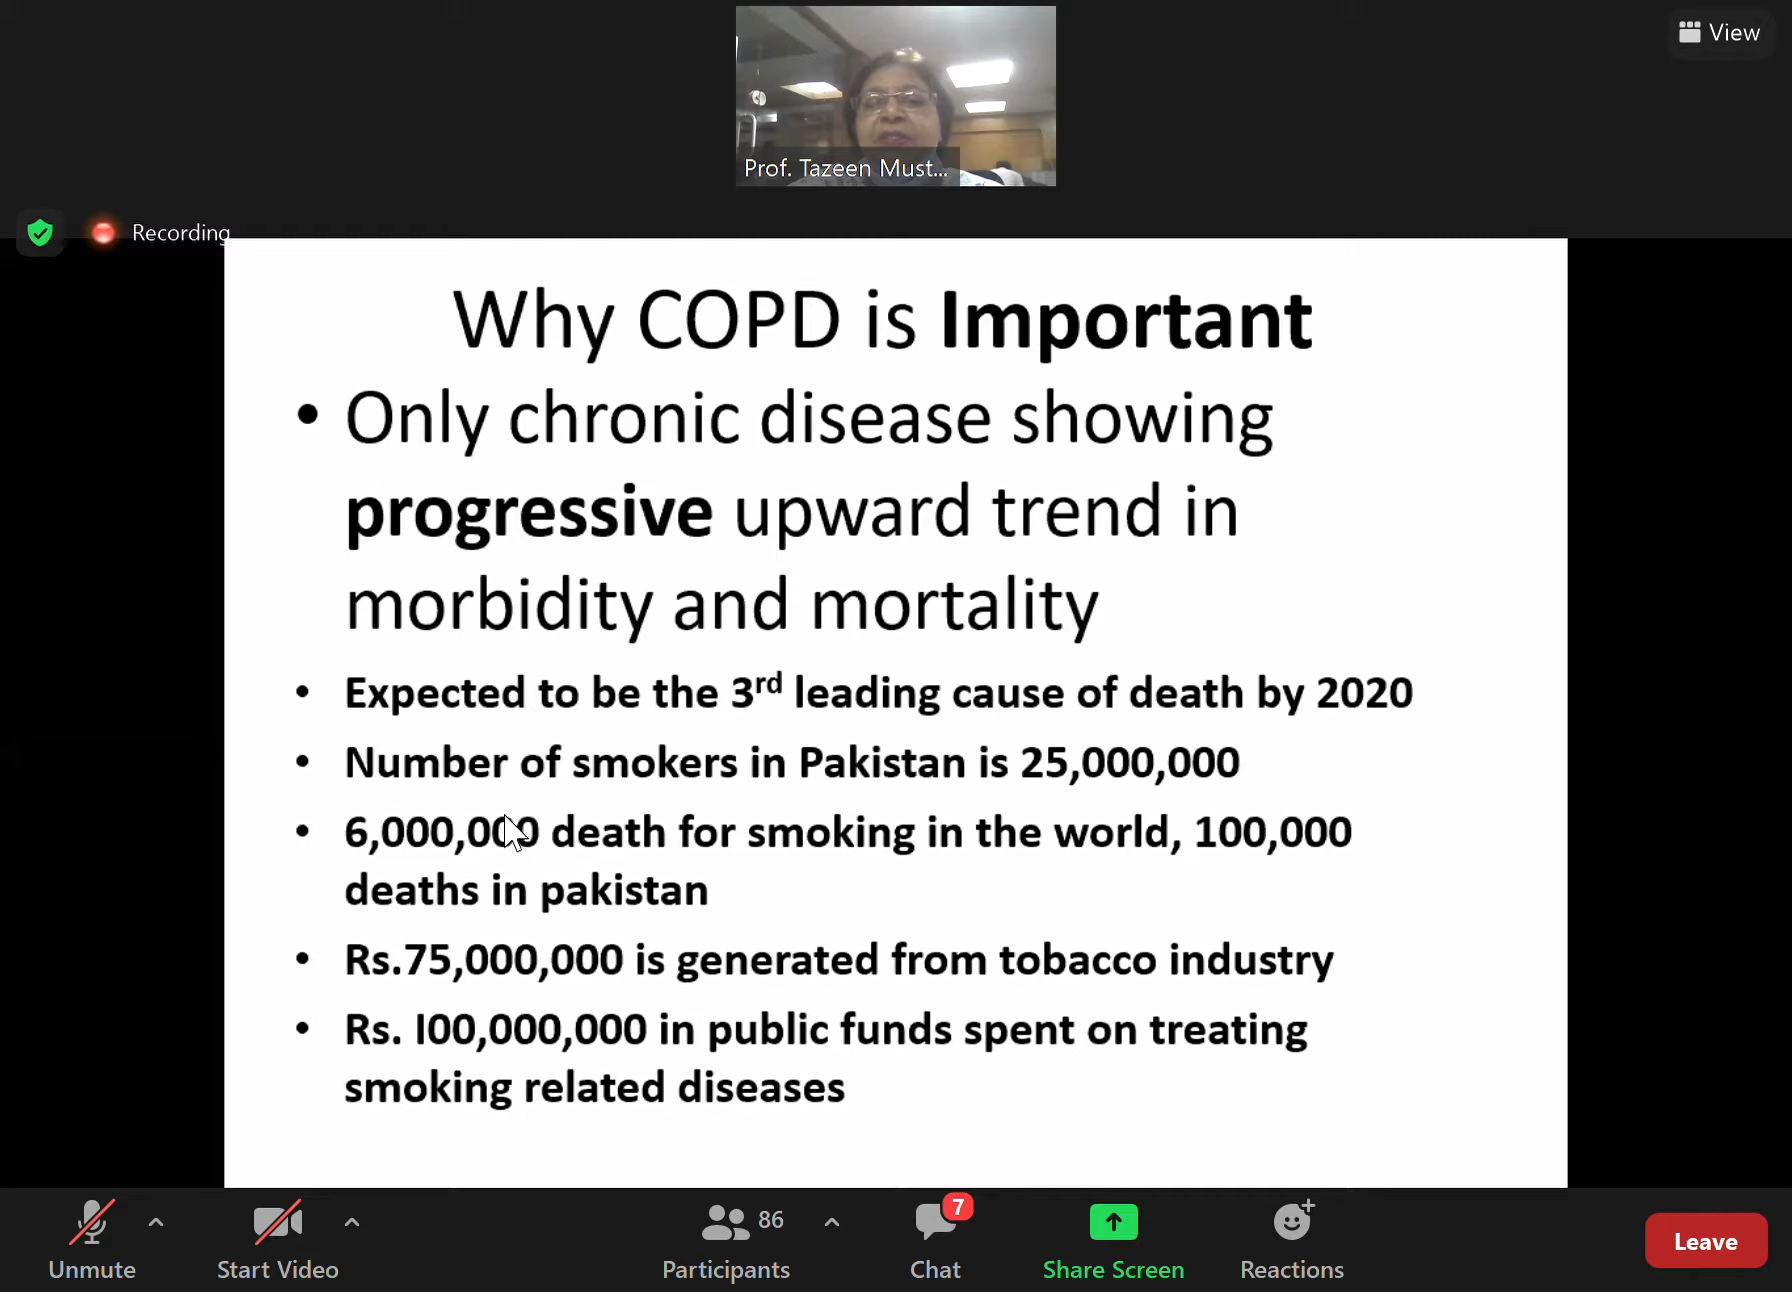 View
Prof. Tazeen Must...
Recording
Why COPD is Important
• Only chronic disease showing
progressive upward trend in
morbidity and mortality
• Expected to be the 3rd leading cause of death by 2020
• Number of smokers in Pakistan is 25,000,000
• 6,000,000 death for smoking in the world, 100,000
deaths in pakistan
• Rs.75,000,000 is generated from tobacco industry
• Rs. I00,000,000 in public funds spent on treating
smoking related diseases
86
7
Unmute
Start Video
Participants
Chat
Share Screen
Reactions
Leave